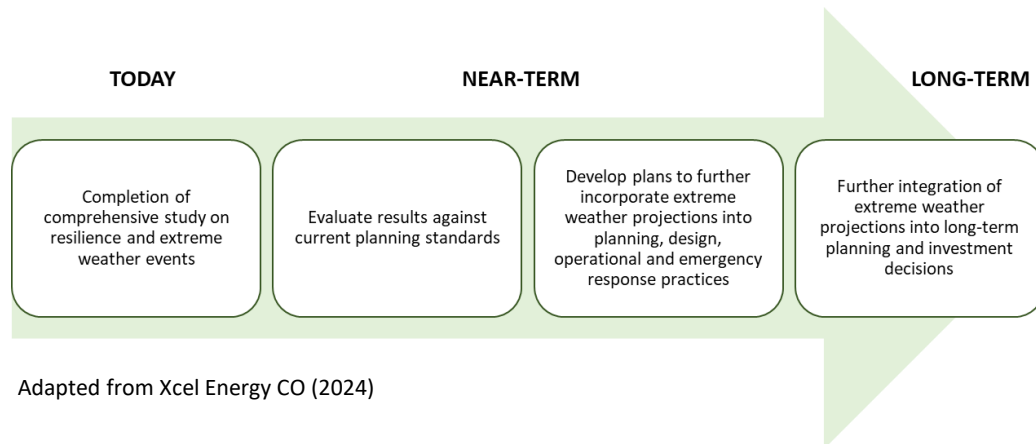 TODAY
NEAR-TERM
LONG-TERM
Completion of
comprehensive study on
resilience and extreme
weather events
Evaluate results against
current planning standards
Develop plans to further
incorporate extreme
weather projections into
planning, design,
operational and emergency
response practices
Further integration of
extreme weather
projections into long-term
planning and investment
decisions
Adapted from Xcel Energy CO (2024)